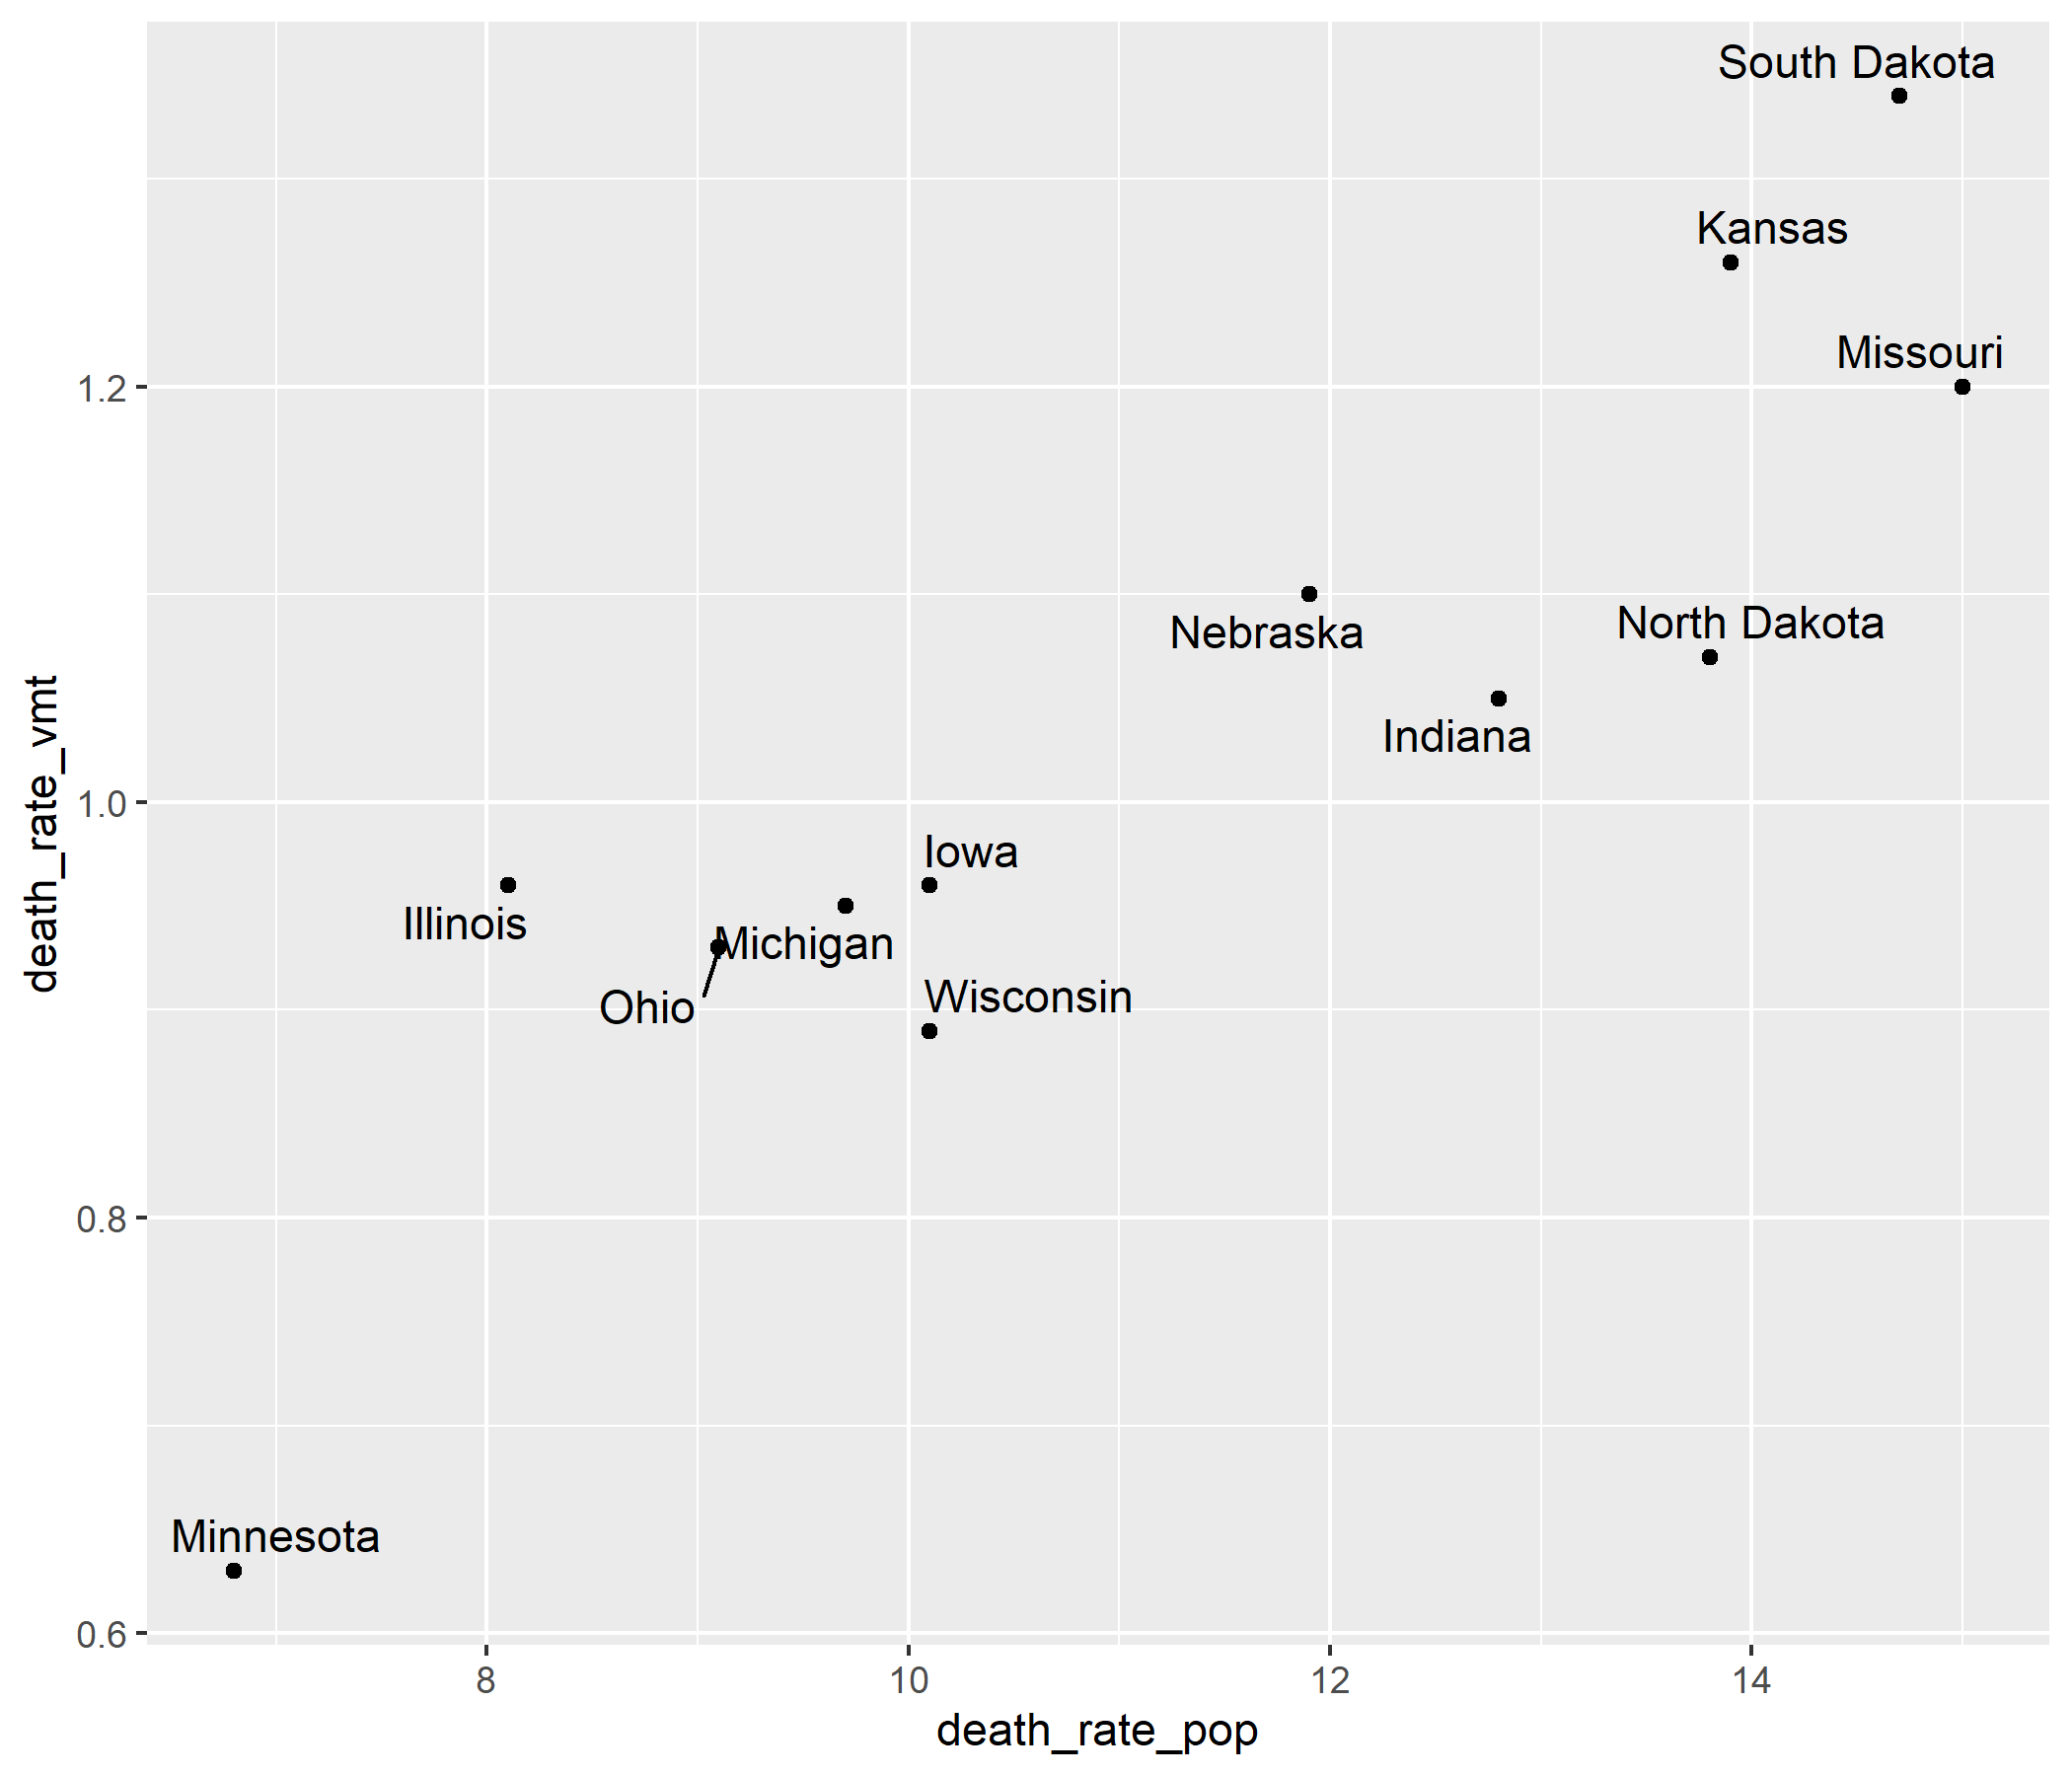 South Dakota
Kansas
Missouri
1.2
Nebraska
North Dakota
Indiana
death_rate_vmt
1.0
Iowa
Illinois
Michigan
Ohio
Wisconsin
0.8
Minnesota
0.6
8
10
12
14
death_rate_pop